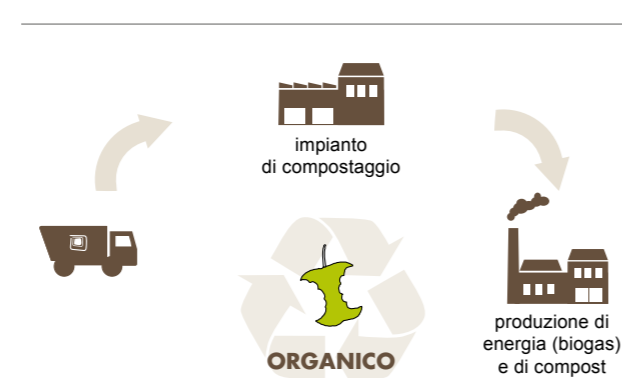 impianto
di compostaggio
ORGANICO
produzione di
energia (biogas)
e di compost